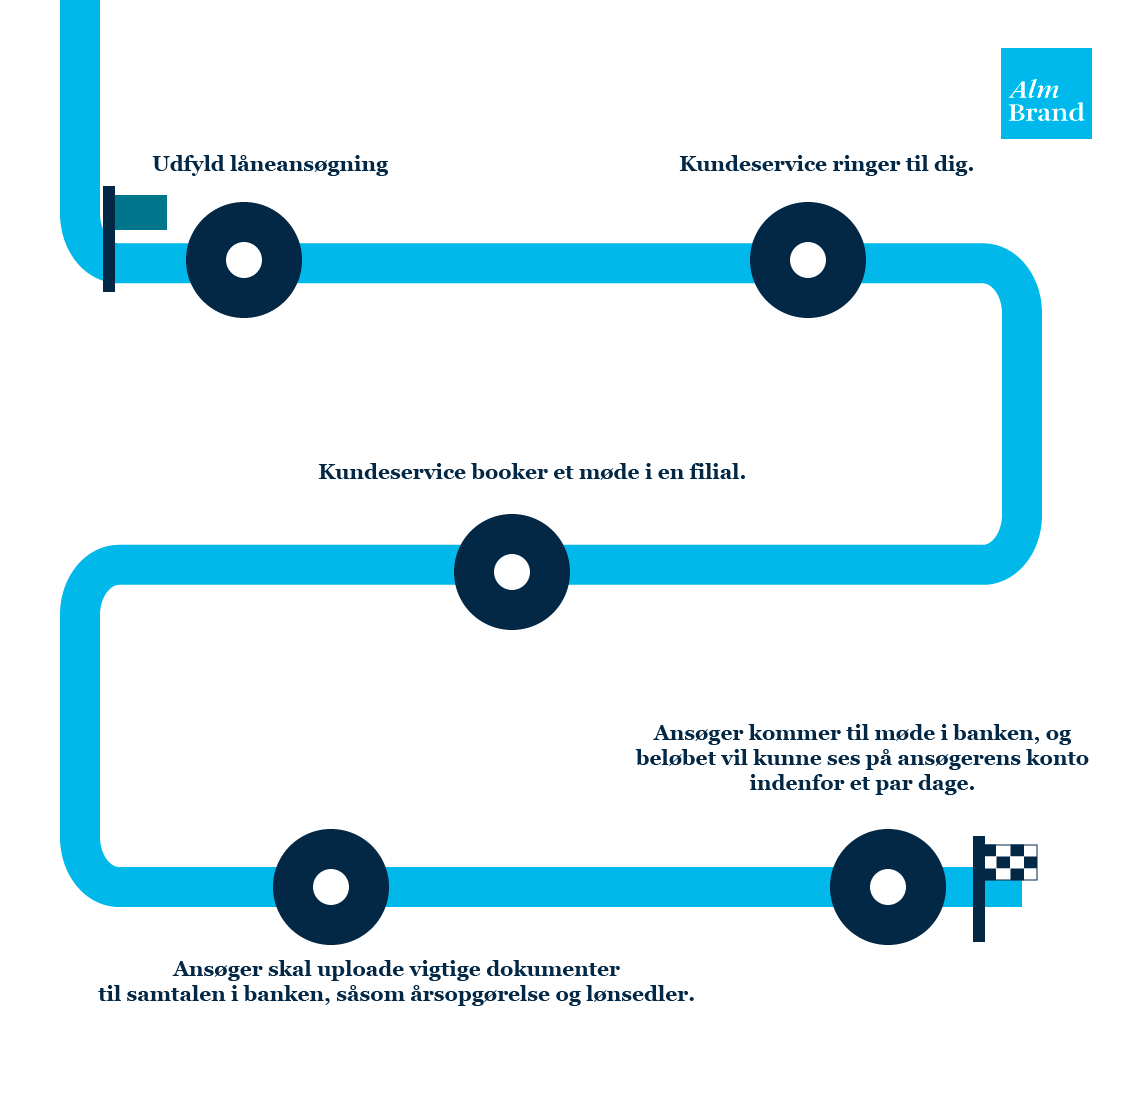 Alm
Brand
Udfyld låneansøgning
Kundeservice ringer til dig.
Kundeservice booker et møde i en filial.
Ansøger skal uploade vigtige dokumenter
til samtalen i banken, såsom årsopgørelse og lønsedler.
Ansøger kommer til møde i banken, og
beløbet vil kunne ses på ansøgerens konto
indenfor et par dage.